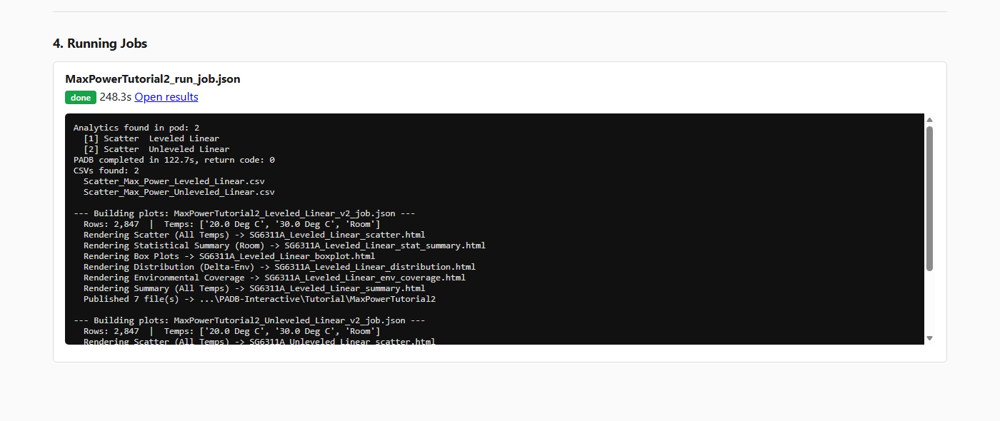 4. Running Jobs
MaxPowerTutorial2_run_job.json
done 248.3s Open results
Analytics found in pod: 2
[1] Scatter  Leveled Linear
[2] Scatter  Unleveled Linear
PADB completed in 122.7s, return code: 0
CSVs found: 2
Scatter_Max_Power_Leveled_Linear.csv
Scatter_Max_Power_Unleveled_Linear.csv
--- Building plots: MaxPowerTutorial2_Leveled_Linear_v2_job.json ---
Rows: 2,847  |  Temps: ['20.0 Deg C', '30.0 Deg C', 'Room']
Rendering Scatter (All Temps) -> SG6311A_Leveled_Linear_scatter.html
Rendering Statistical Summary (Room) -> SG6311A_Leveled_Linear_stat_summary.html
Rendering Box Plots -> SG6311A_Leveled_Linear_boxplot.html
Rendering Distribution (Delta-Env) -> SG6311A_Leveled_Linear_distribution.html
Rendering Environmental Coverage -> SG6311A_Leveled_Linear_env_coverage.html
Rendering Summary (All Temps) -> SG6311A_Leveled_Linear_summary.html
Published 7 file(s) -> ...\PADB-Interactive\Tutorial\MaxPowerTutorial2
--- Building plots: MaxPowerTutorial2_Unleveled_Linear_v2_job.json ---
Rows: 2,847  |  Temps: ['20.0 Deg C', '30.0 Deg C', 'Room']
Rendering Scatter (All Temps) -> SG6311A_Unleveled_Linear_scatter.html